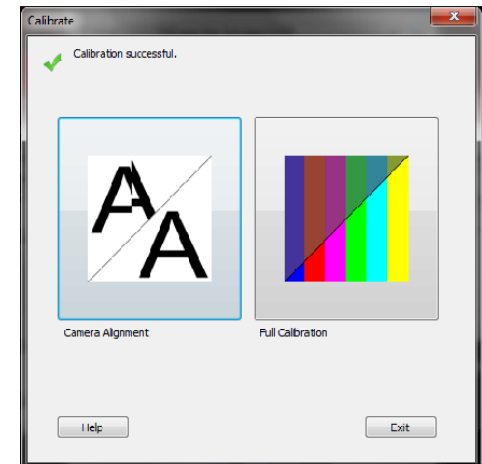 Calibrate
Calibration successful.
A
A
Camera Alignment
Full Calibration
Help
Exit